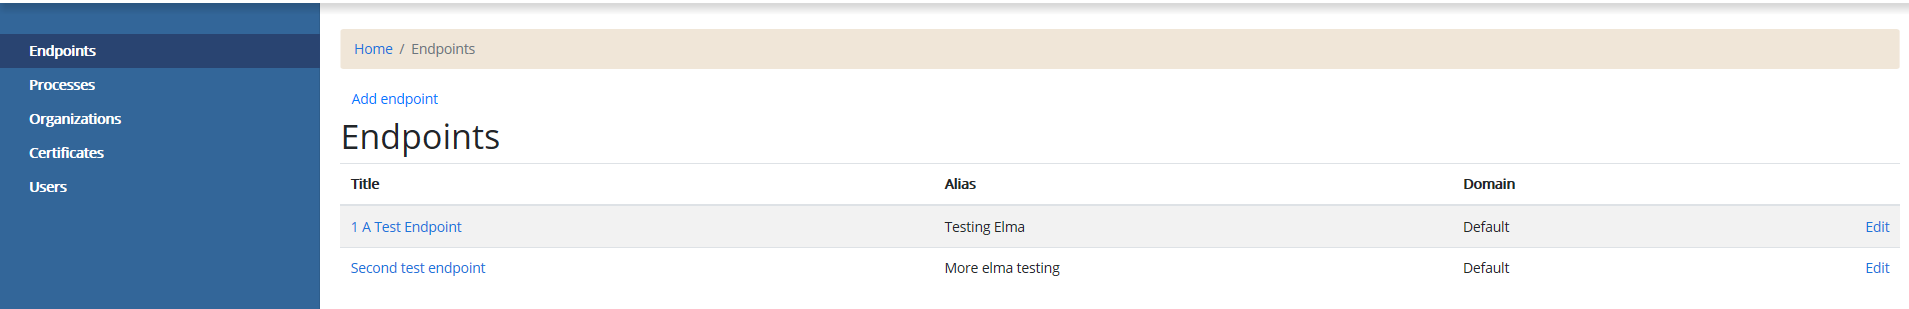 Endpoints
Processes
Organizations
Certificates
Users
Home / Endpoints
Add endpoint
Endpoints
Title Alias Domain
1 A Test Endpoint Testing Elma Default Edit
Second test endpoint More elma testing Default Edit